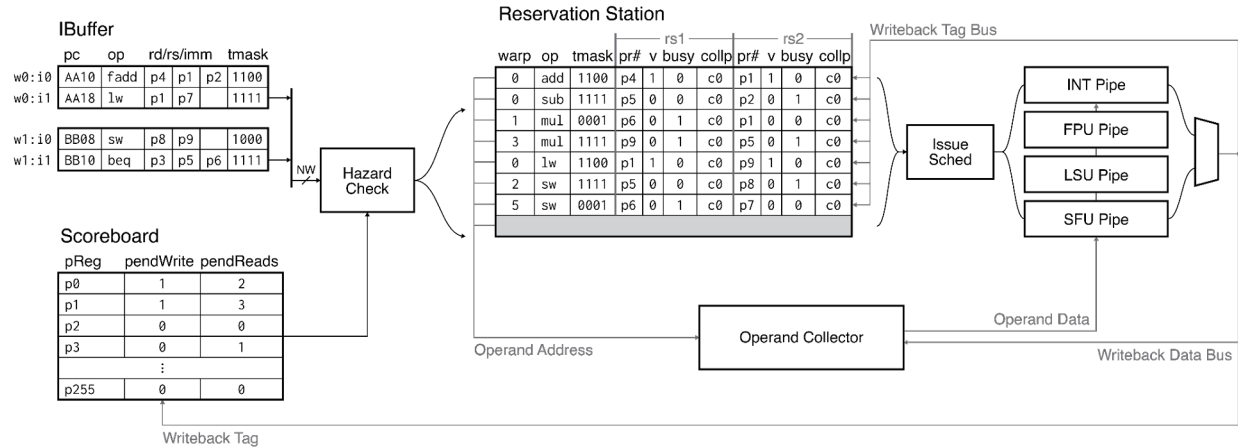 IBuffer
pc op rd/rs/imm tmask
w0:i0 AA10 fadd p4 p1 p2 1100
w0:i1 AA18 lw p1 p7 1111
w1:i0 BB08 sw p8 p9 1000
w1:i1 BB10 beq p3 p5 p6 1111
NW
Hazard
Check
Scoreboard
pReg pendWrite pendReads
p0 1 2
p1 1 3
p2 0 0
p3 0 1
⋮
p255 0 0
Writeback Tag
Reservation Station
rs1 rs2
warp op tmask pr# v busy collp pr# v busy collp
0 add 1100 p4 1 0 c0 p1 1 0 c0
0 sub 1111 p5 0 0 c0 p2 0 1 c0
1 mul 0001 p6 0 1 c0 p1 0 0 c0
3 mul 1111 p9 0 1 c0 p5 0 1 c0
0 lw 1100 p1 1 0 c0 p9 1 0 c0
2 sw 1111 p5 0 0 c0 p8 0 1 c0
5 sw 0001 p6 0 1 c0 p7 0 0 c0
Writeback Tag Bus
Issue
Sched
INT Pipe
FPU Pipe
LSU Pipe
SFU Pipe
Operand Address
Operand Collector
Operand Data
Writeback Data Bus